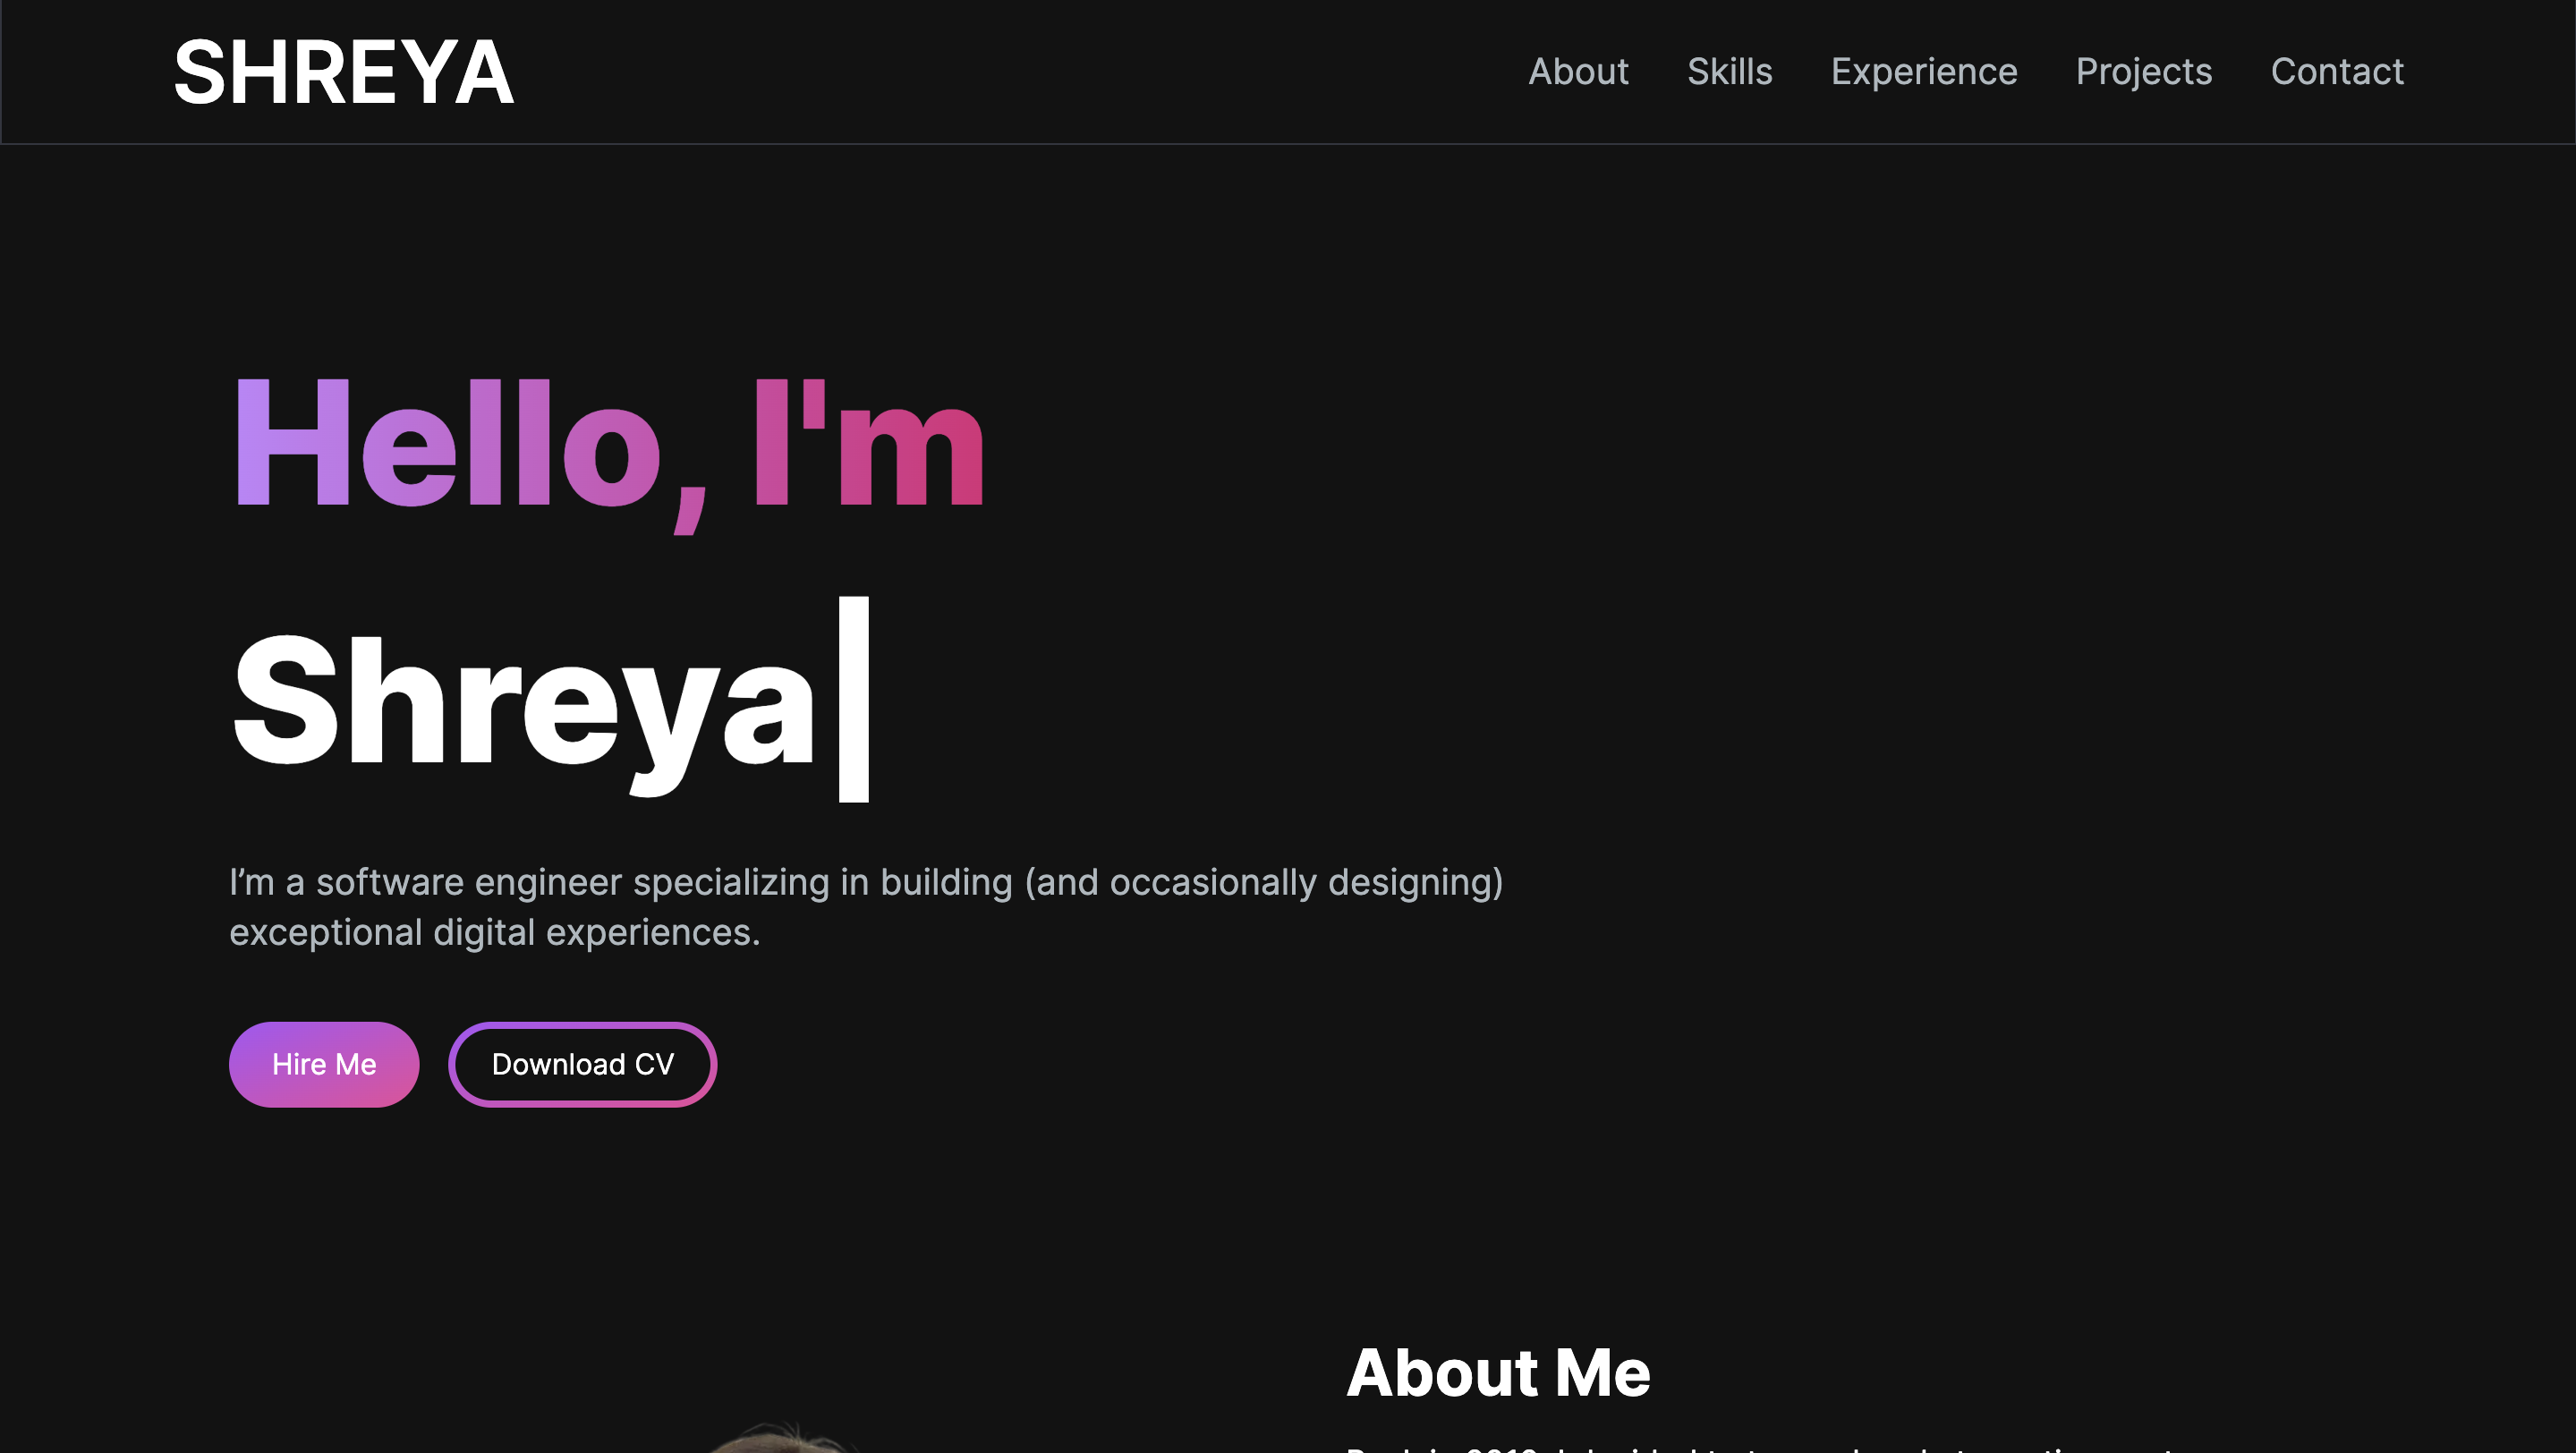 SHREYA
About Skills Experience Projects Contact
Hello, I'm
Shreya
I’m a software engineer specializing in building (and occasionally designing)
exceptional digital experiences.
Hire Me Download CV
About Me